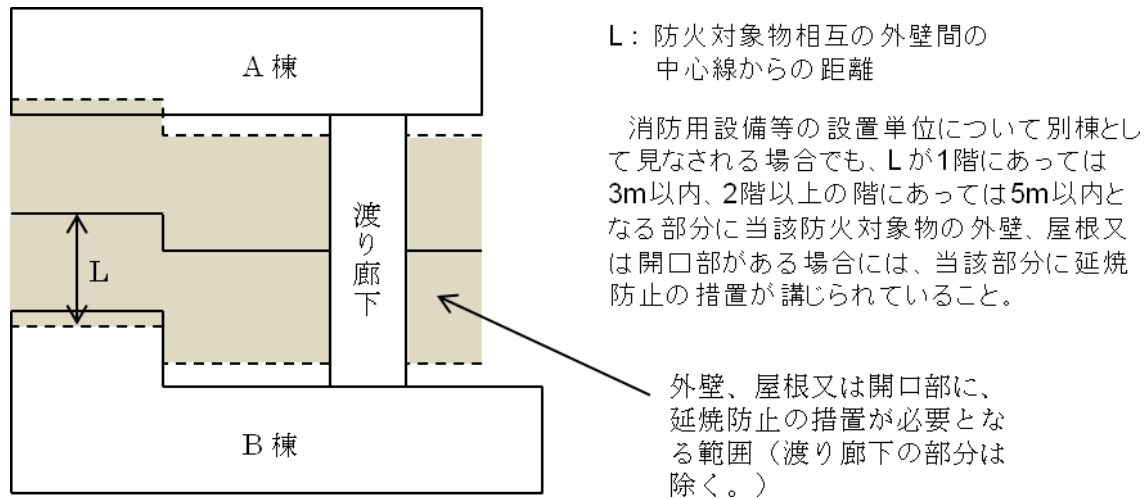 A棟
L
渡り廊下
B棟
L：防火対象物相互の外壁間の
中心線からの距離
消防用設備等の設置単位について別棟とし
て見なされる場合でも、Lが1階にあっては
3m以内、2階以上の階にあっては5m以内と
なる部分に当該防火対象物の外壁、屋根又
は開口部がある場合には、当該部分に延焼
防止の措置が講じられていること。
外壁、屋根又は開口部に、
延焼防止の措置が必要とな
る範囲（渡り廊下の部分は
除く。）